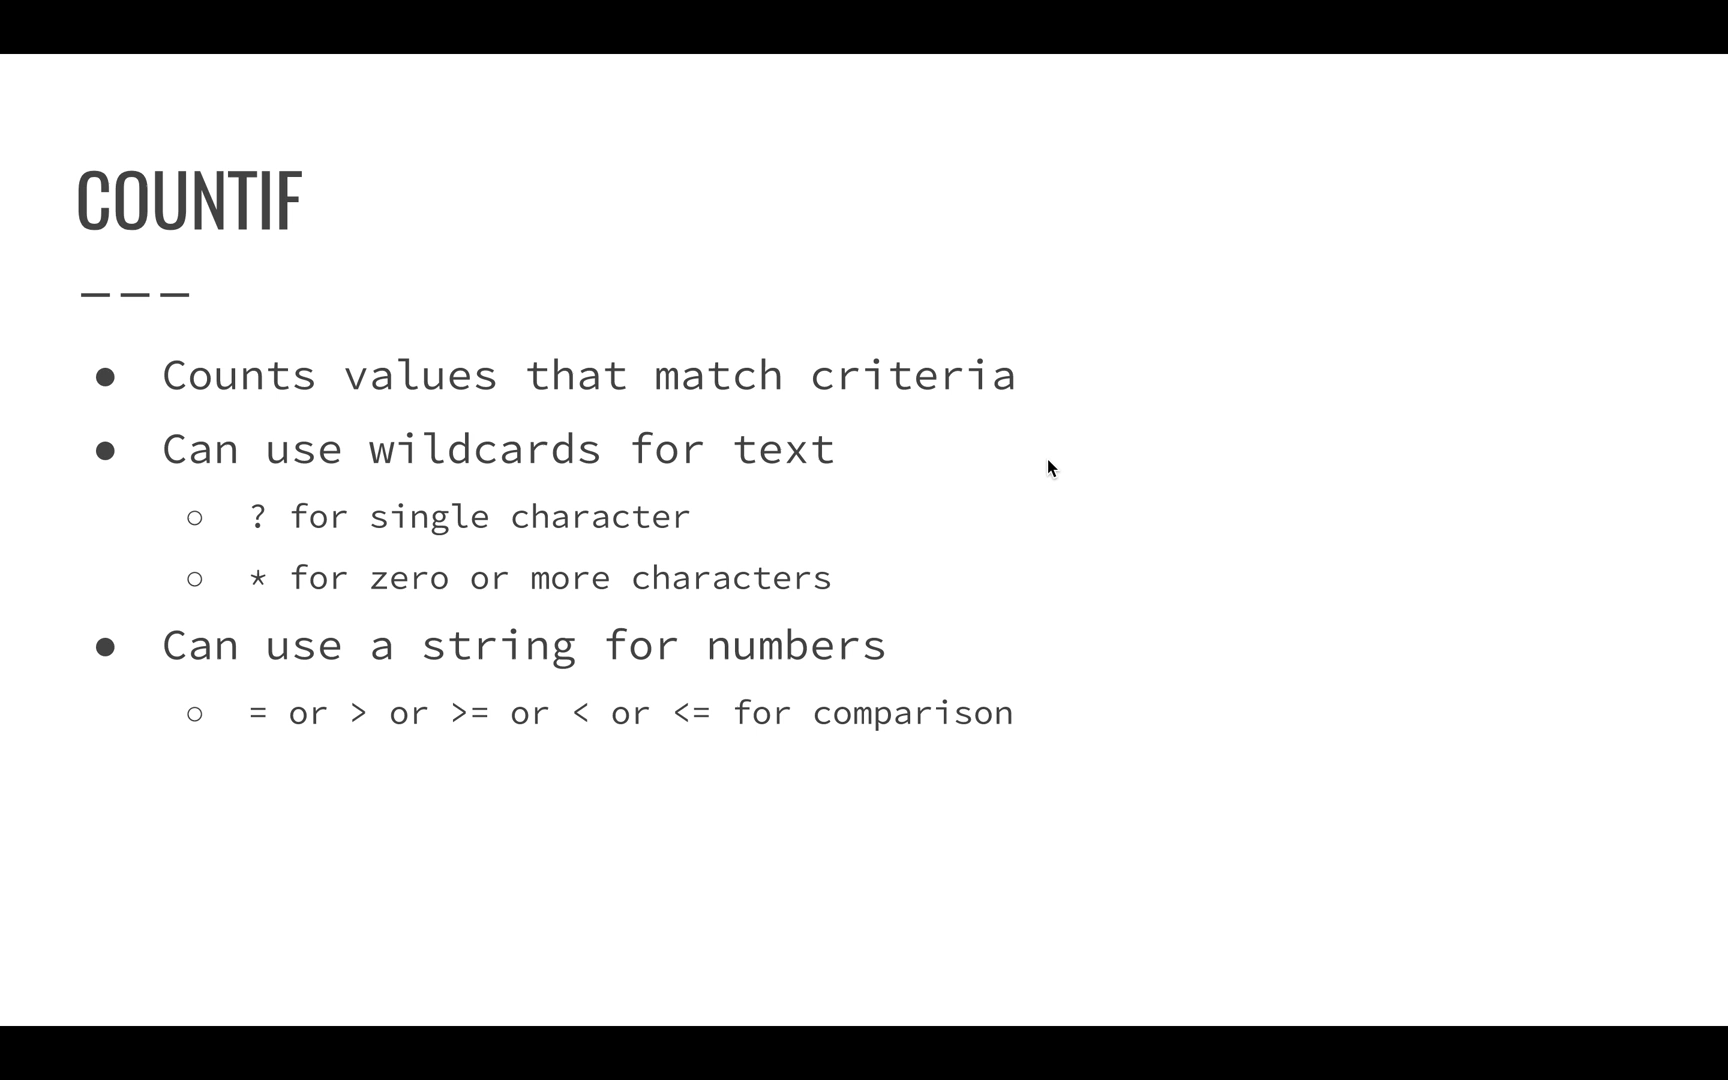 COUNTIF
———
● Counts values that match criteria
● Can use wildcards for text
○ ? for single character
○ * for zero or more characters
● Can use a string for numbers
○ = or > or >= or < or <= for comparison